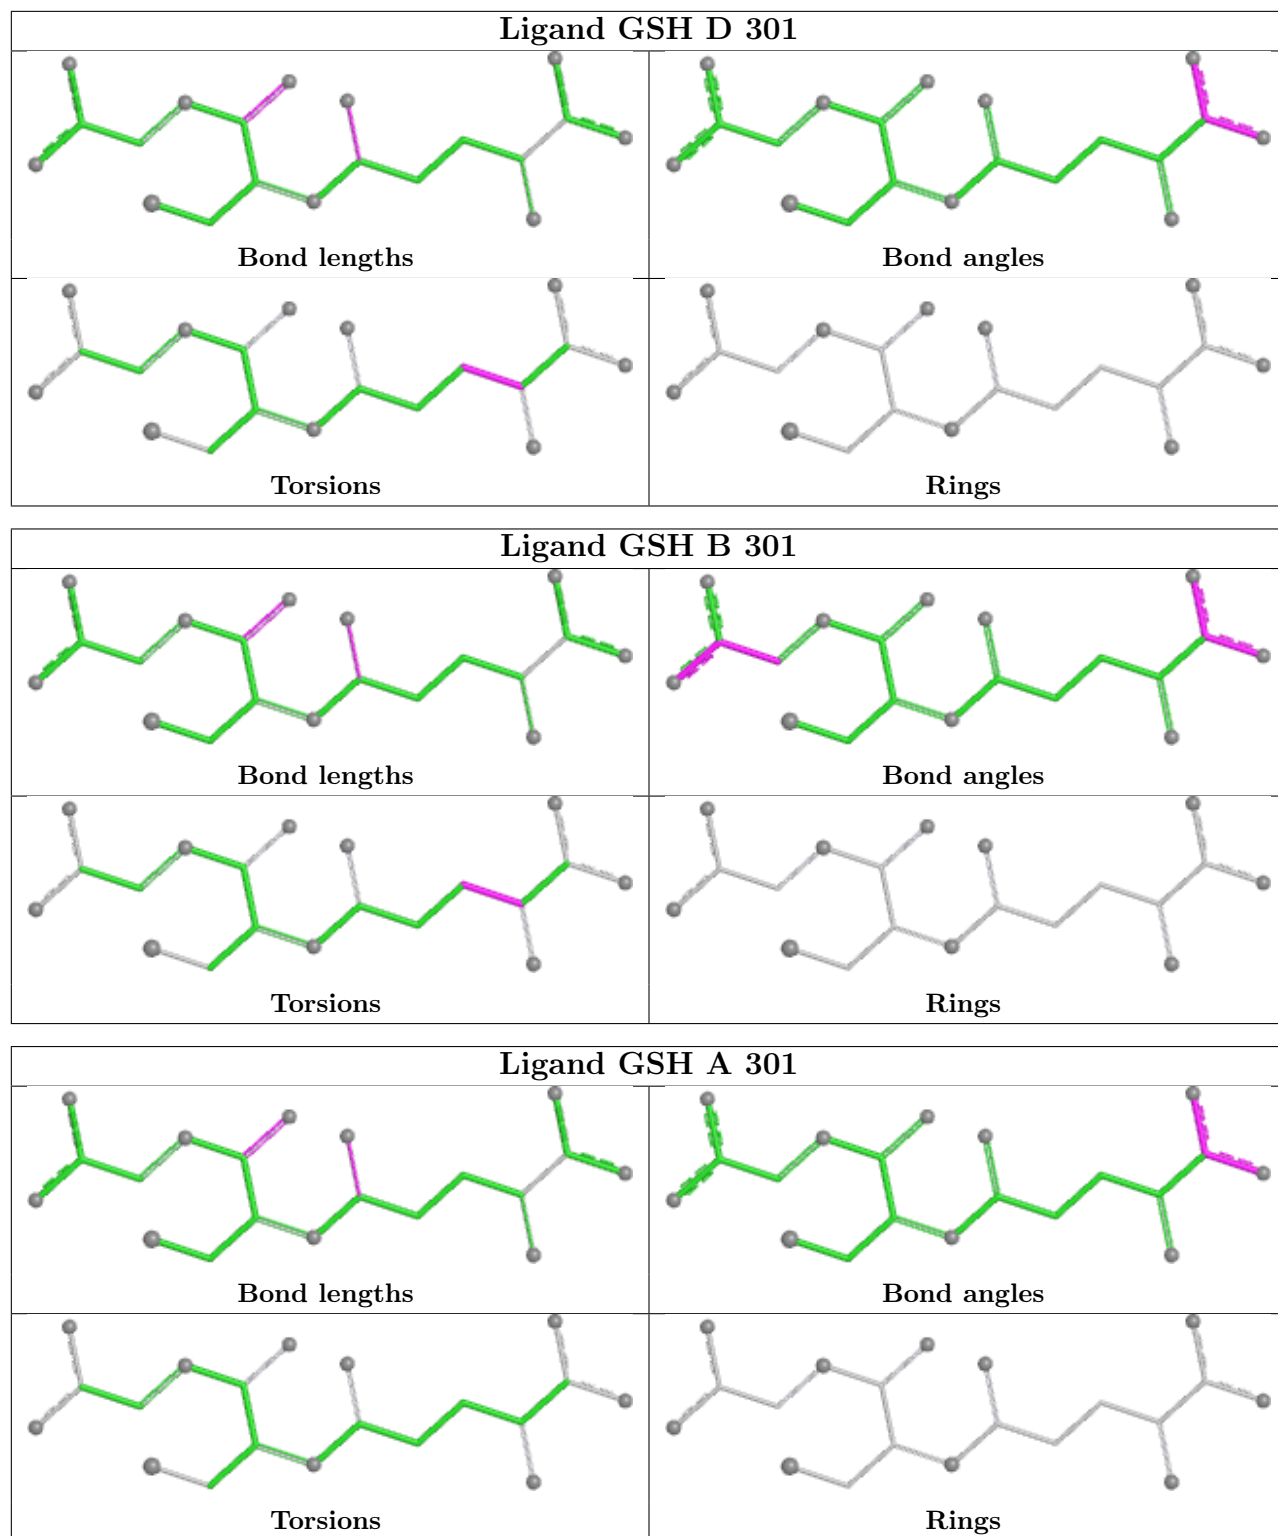 Ligand GSH D 301
Bond lengths
Bond angles
Torsions
Rings
Ligand GSH B 301
Bond lengths
Bond angles
Torsions
Rings
Ligand GSH A 301
Bond lengths
Bond angles
Torsions
Rings